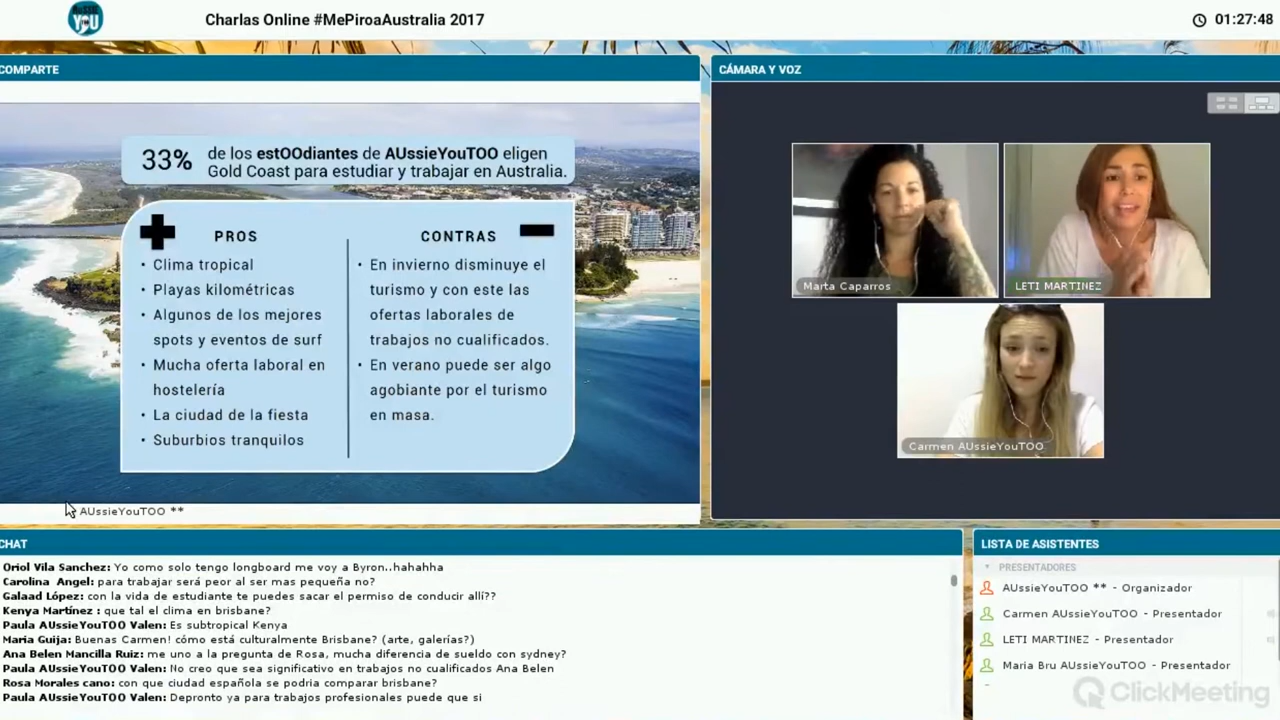 AUSSIE
YOU
Charlas Online #MePiroaAustralia 2017
01:27:48
COMPARTE
33%
de los estOOdiantes de AUssieYouTOO eligen
Gold Coast para estudiar y trabajar en Australia.
PROS
• Clima tropical
• Playas kilométricas
• Algunos de los mejores
spots y eventos de surf
• Mucha oferta laboral en
hostelería
• La ciudad de la fiesta
• Suburbios tranquilos
CONTRAS
• En invierno disminuye el
turismo y con este las
ofertas laborales de
trabajos no cualificados.
• En verano puede ser algo
agobiante por el turismo
en masa.
AUssieYouTOO **
CÁMARA Y VOZ
Marta Caparros
LETI MARTINEZ
Carmen AUssieYouTOO
CHAT
Oriol Vila Sanchez: Yo como solo tengo longboard me voy a Byron..hahahha
Carolina Angel: para trabajar será peor al ser mas pequeña no?
Galaad López: con la vida de estudiante te puedes sacar el permiso de conducir allí??
Kenya Martínez : que tal el clima en brisbane?
Paula AUssieYouTOO Valen: Es subtropical Kenya
Maria Guija: Buenas Carmen! cómo está culturalmente Brisbane? (arte, galerías?)
Ana Belen Mancilla Ruiz: me uno a la pregunta de Rosa, mucha diferencia de sueldo con sydney?
Paula AUssieYouTOO Valen: No creo que sea significativo en trabajos no cualificados Ana Belen
Rosa Morales cano: con que ciudad española se podria comparar brisbane?
Paula AUssieYouTOO Valen: Depronto ya para trabajos profesionales puede que si
LISTA DE ASISTENTES
PRESENTADORES
AUssieYouTOO ** - Organizador
Carmen AUssieYouTOO - Presentador
LETI MARTINEZ - Presentador
Maria Bru AUssieYouTOO - Presentador
ClickMeeting